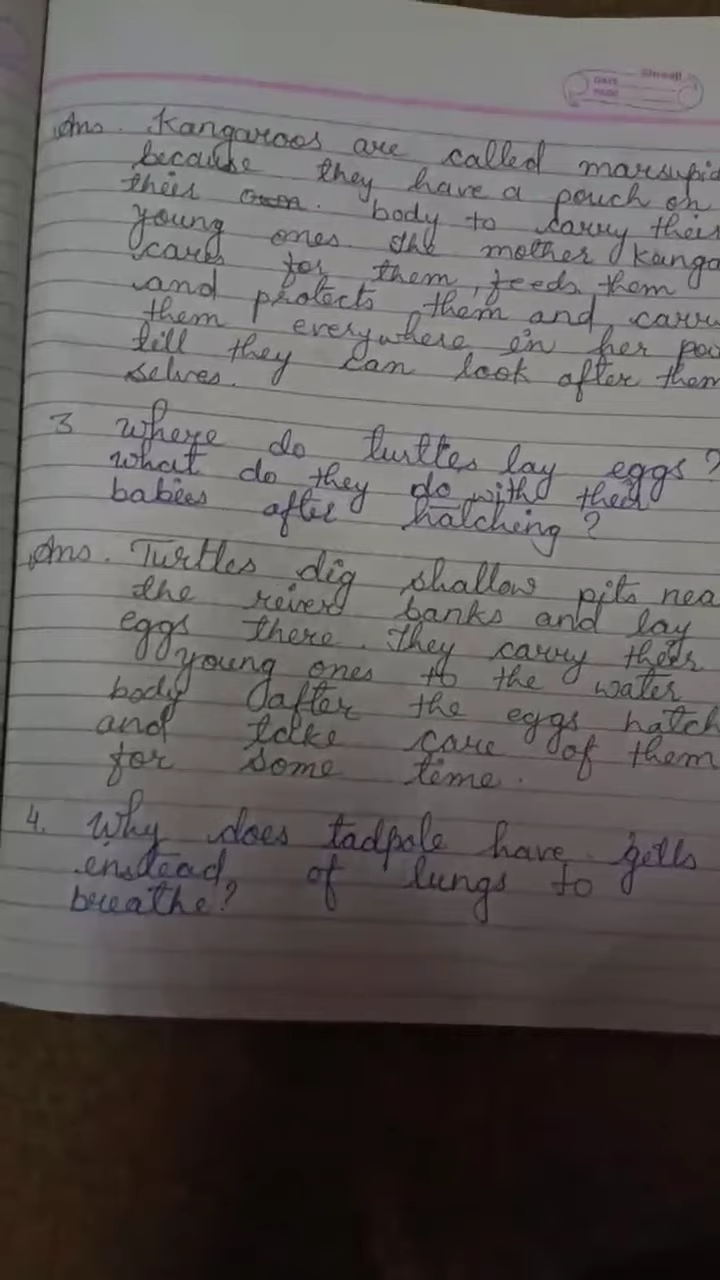 DATE
PAGE
Ans. Kangaroos are called marsupia
because they have a pouch on
their body to carry their
young ones the mother kanga
cares for them, feeds them
and protects them and carry
them everywhere in her pou
till they can look after them
selves.
3 Where do turtles lay eggs?
what do they do with their
babies after hatching?
Ans. Turtles dig shallow pits nea
the river banks and lay
eggs there. They carry their
young ones to the water
body after the eggs hatch
and take care of them
for some time.
4. Why does tadpole have gills
instead of lungs to
breathe?